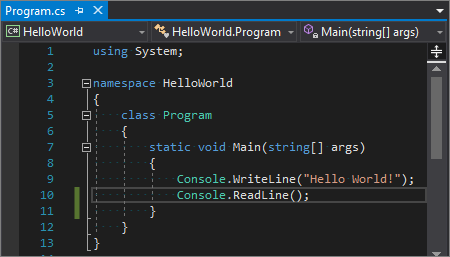 Program.cs
HelloWorld HelloWorld.Program Main(string[] args)
1 using System;
2
3 namespace HelloWorld
4 {
5 class Program
6 {
7 static void Main(string[] args)
8 {
9 Console.WriteLine("Hello World!");
10 Console.ReadLine();
11 }
12 }
13 }